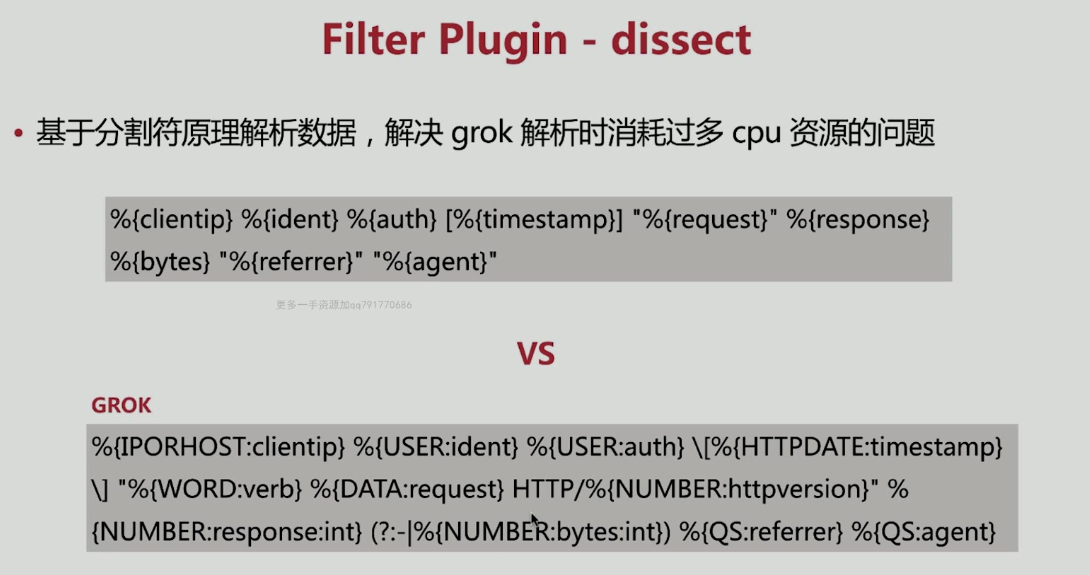 Filter Plugin - dissect
• 基于分割符原理解析数据，解决 grok 解析时消耗过多 cpu 资源的问题
%{clientip} %{ident} %{auth} [%{timestamp}] "%{request}" %{response}
%{bytes} "%{referrer}" "%{agent}"
更多一手资源加qq791770686
VS
GROK
%{IPORHOST:clientip} %{USER:ident} %{USER:auth} \[%{HTTPDATE:timestamp}
\] "%{WORD:verb} %{DATA:request} HTTP/%{NUMBER:httpversion}" %
{NUMBER:response:int} (?:-|%{NUMBER:bytes:int}) %{QS:referrer} %{QS:agent}